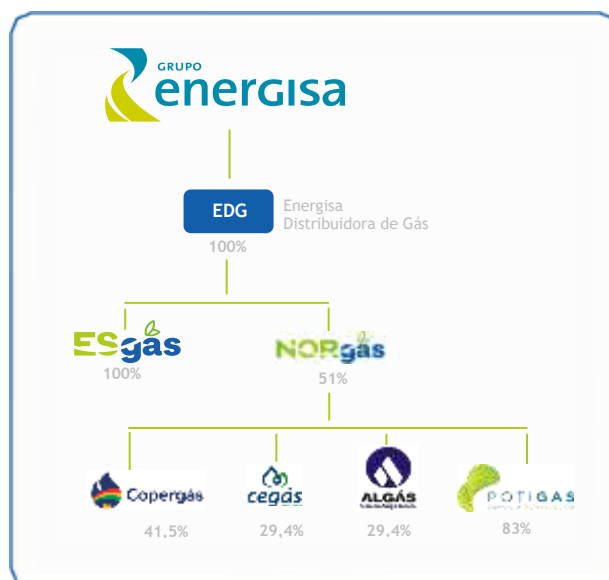 GRUPO
energisa
EDG
Energisa
Distribuidora de Gás
100%
ESgás
100%
NORgás
51%
Copergás
41,5%
cegás
29,4%
ALGÁS
29,4%
POTIGÁS
83%